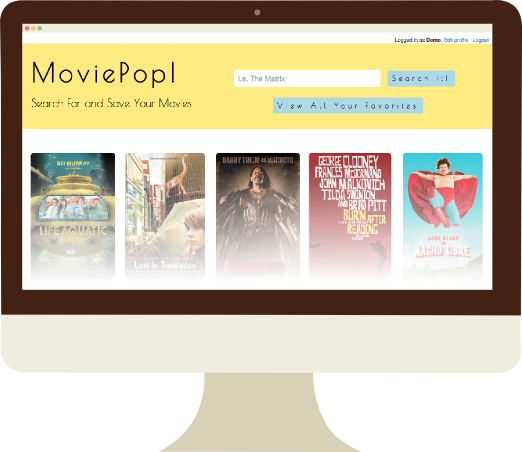 Logged in as Demo. Edit profile | Logout
MoviePop!
i.e. The Matrix
Search It!
Search For and Save Your Movies
View All Your Favorites
BILL MURRAY
LIFE AQUATIC
Lost In Translation
DANNY TREJO IS MACHETE
GEORGE CLOONEY
FRANCES MCDORMAND
JOHN MALKOVICH
TILDA SWINTON
AND BRAD PITT
BURN AFTER
READING
JACK BLACK
NACHO LIBRE